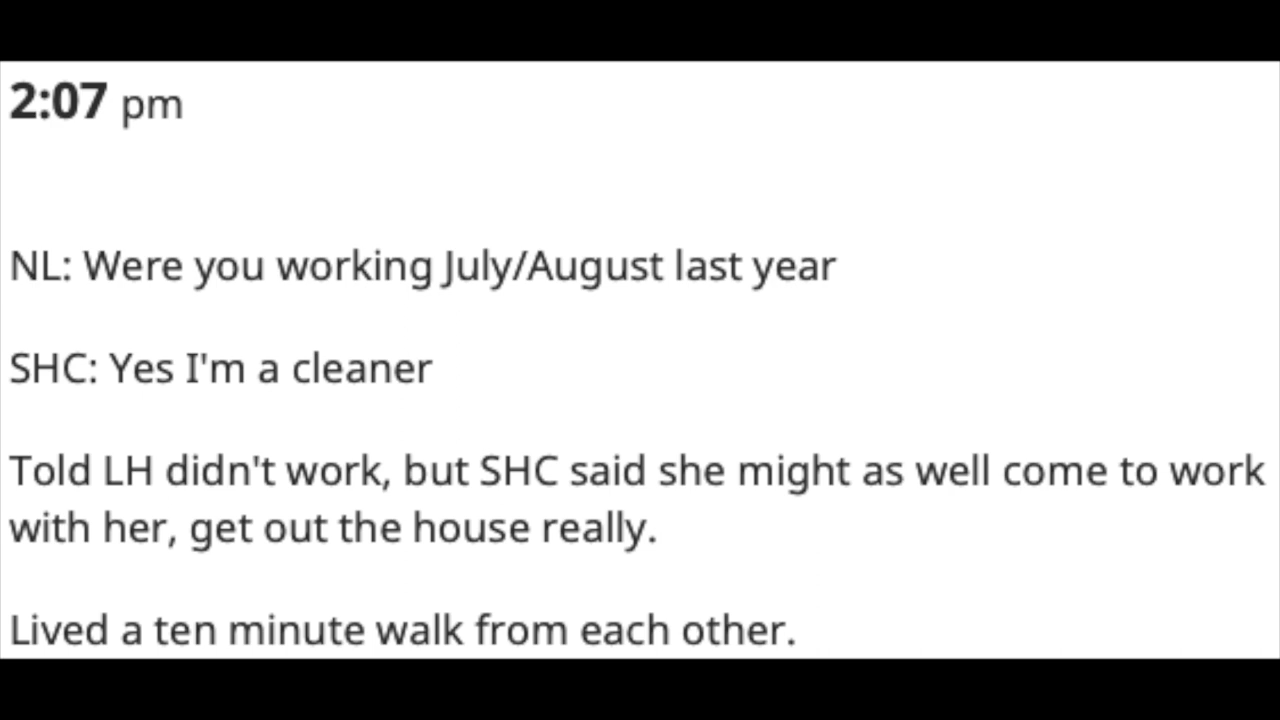 2:07 pm
NL: Were you working July/August last year
SHC: Yes I'm a cleaner
Told LH didn't work, but SHC said she might as well come to work
with her, get out the house really.
Lived a ten minute walk from each other.